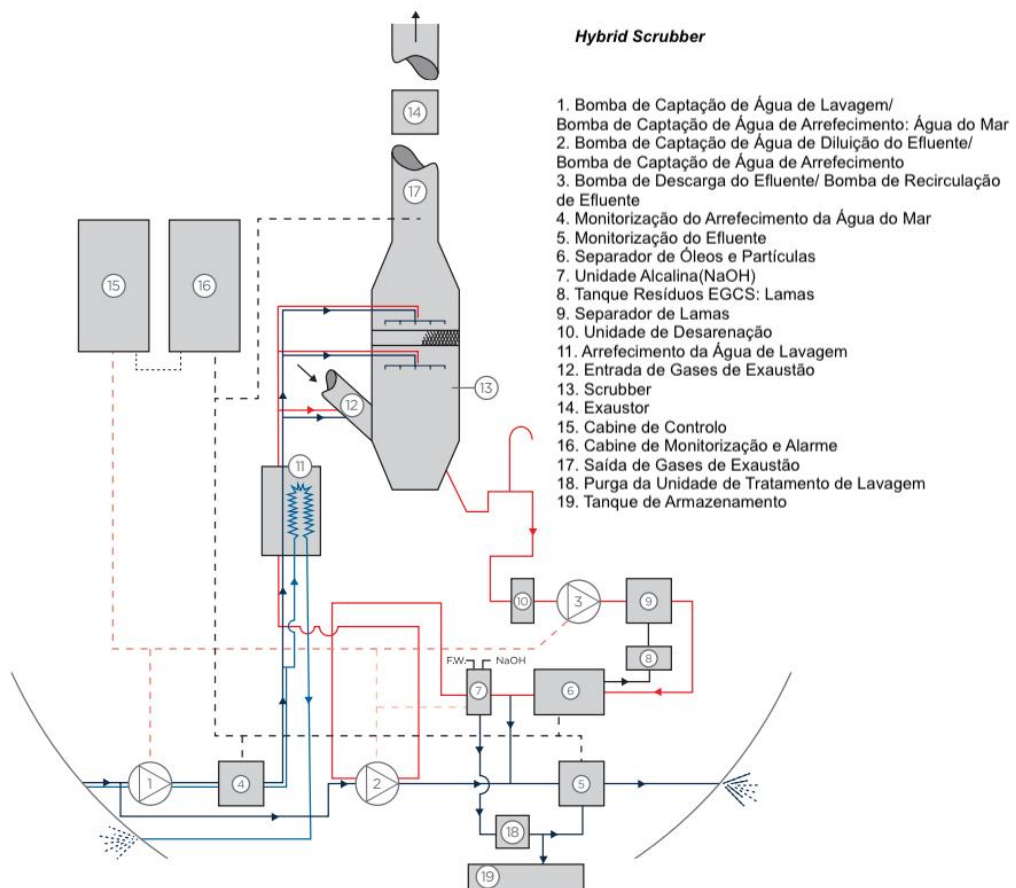 Hybrid Scrubber
1. Bomba de Captação de Água de Lavagem/
Bomba de Captação de Água de Arrefecimento: Água do Mar
2. Bomba de Captação de Água de Diluição do Efluente/
Bomba de Captação de Água de Arrefecimento
3. Bomba de Descarga do Efluente/ Bomba de Recirculação
de Efluente
4. Monitorização do Arrefecimento da Água do Mar
5. Monitorização do Efluente
6. Separador de Óleos e Partículas
7. Unidade Alcalina(NaOH)
8. Tanque Resíduos EGCS: Lamas
9. Separador de Lamas
10. Unidade de Desarenação
11. Arrefecimento da Água de Lavagem
12. Entrada de Gases de Exaustão
13. Scrubber
14. Exaustor
15. Cabine de Controlo
16. Cabine de Monitorização e Alarme
17. Saída de Gases de Exaustão
18. Purga da Unidade de Tratamento de Lavagem
19. Tanque de Armazenamento
14
17
15
16
13
12
11
10
3
9
8
F.W.
NaOH
7
6
1
4
2
5
18
19